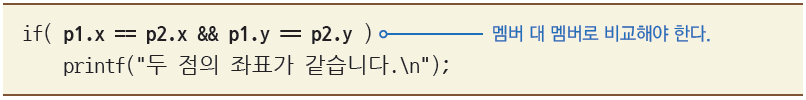 if( p1.x == p2.x && p1.y == p2.y ) 멤버 대 멤버로 비교해야 한다.
printf("두 점의 좌표가 같습니다.\n");